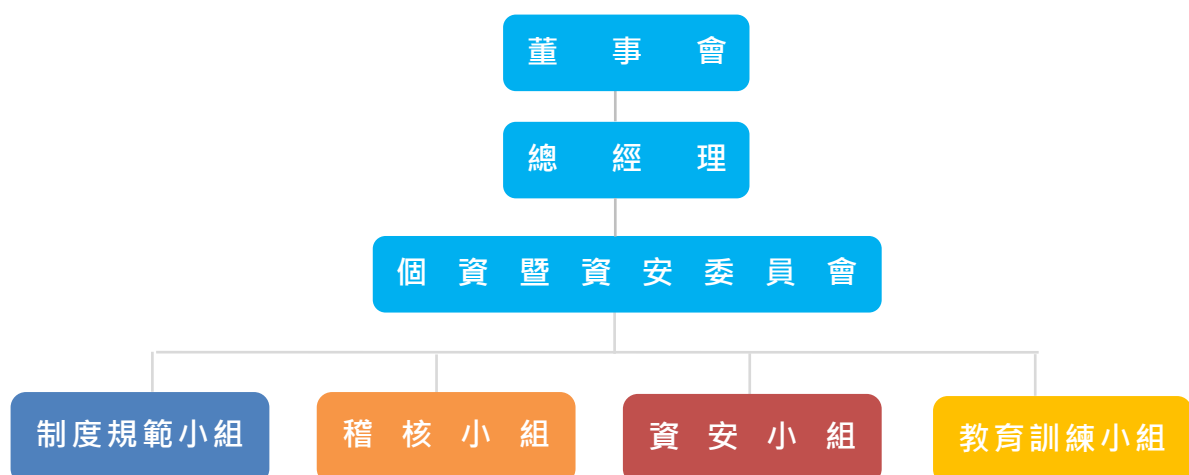 董事會
總經理
個資暨資安委員會
制度規範小組
稽核小組
資安小組
教育訓練小組